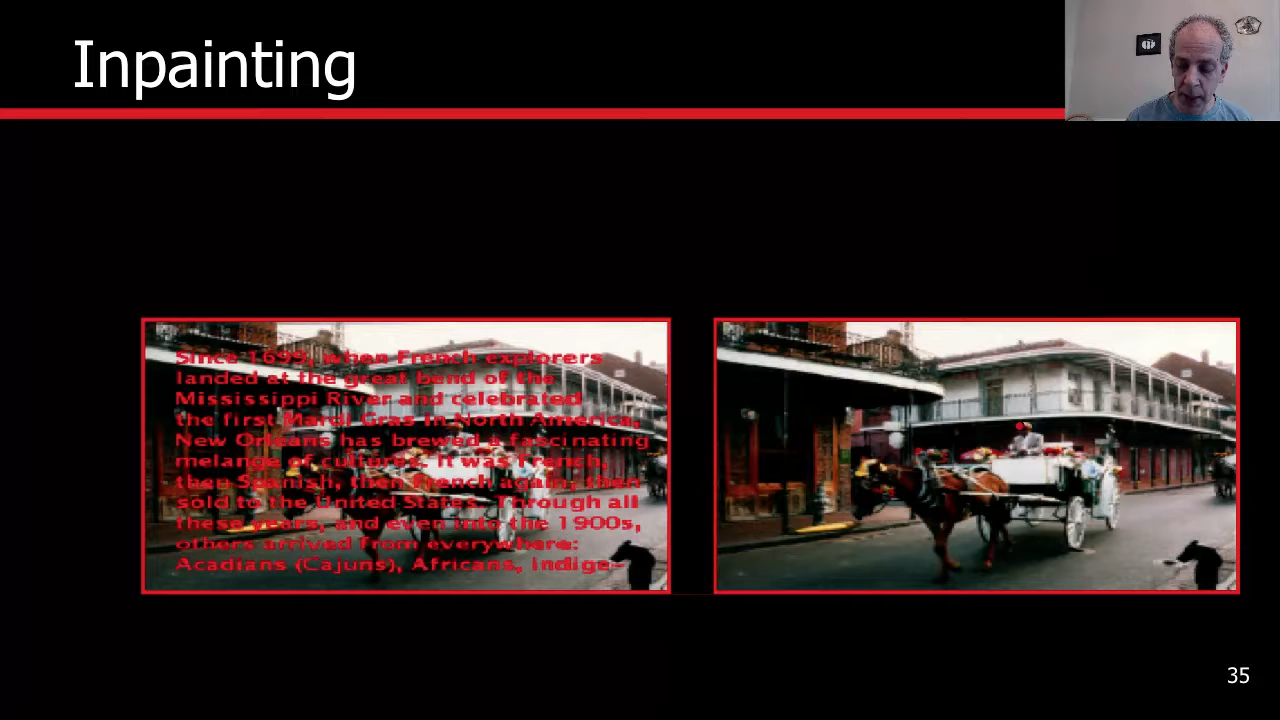 Inpainting
Since 1699, when French explorers
landed at the great bend of the
Mississippi River and celebrated
the first Mardi Gras in North America,
New Orleans has brewed a fascinating
melange of cultures. It was French,
then Spanish, then French again, then
sold to the United States. Through all
these years, and even into the 1900s,
others arrived from everywhere:
Acadians (Cajuns), Africans, indige-
35